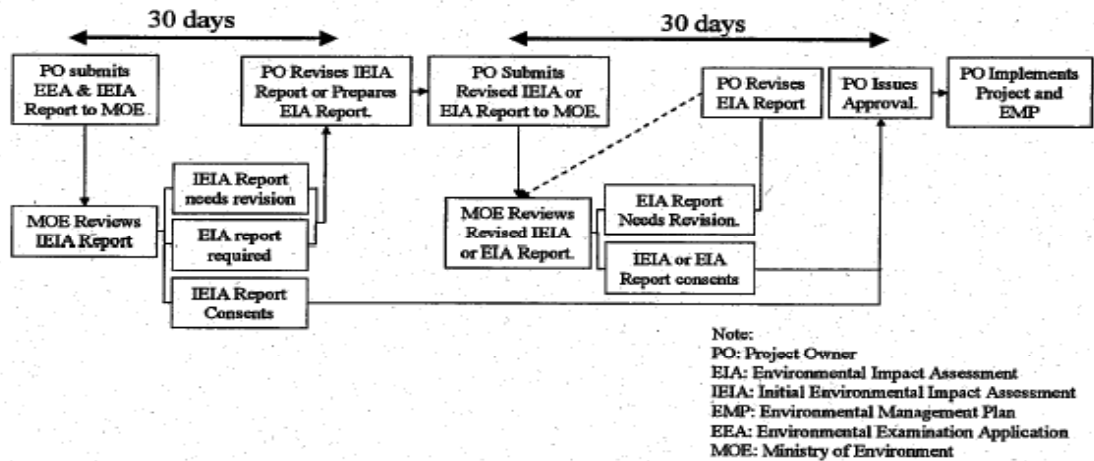 30 days
30 days
PO submits
EEA & IEIA
Report to MOE
PO Revises IEIA
Report or Prepares
EIA Report.
PO Submits
Revised IEIA or
EIA Report to MOE.
PO Revises
EIA Report
PO Issues
Approval.
PO Implements
Project and
EMP
MOE Reviews
IEIA Report
IEIA Report
needs revision
EIA report
required
IEIA Report
Consents
MOE Reviews
Revised IEIA
or EIA Report.
EIA Report
Needs Revision.
IEIA or EIA
Report consents
Note:
PO: Project Owner
EIA: Environmental Impact Assessment
IEIA: Initial Environmental Impact Assessment
EMP: Environmental Management Plan
EEA: Environmental Examination Application
MOE: Ministry of Environment